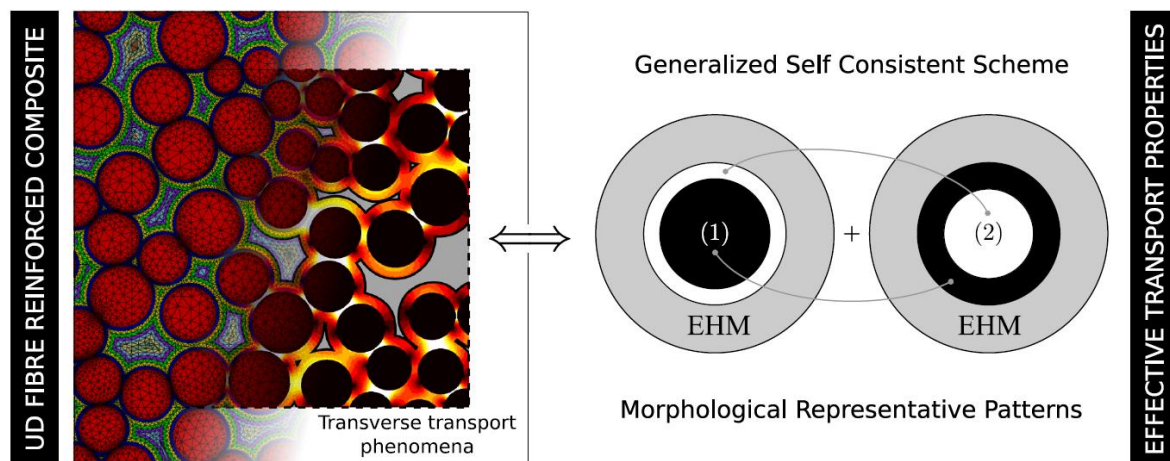 UD FIBRE REINFORCED COMPOSITE
Transverse transport
phenomena
Generalized Self Consistent Scheme
(1)
+
(2)
EHM
EHM
Morphological Representative Patterns
EFFECTIVE TRANSPORT PROPERTIES